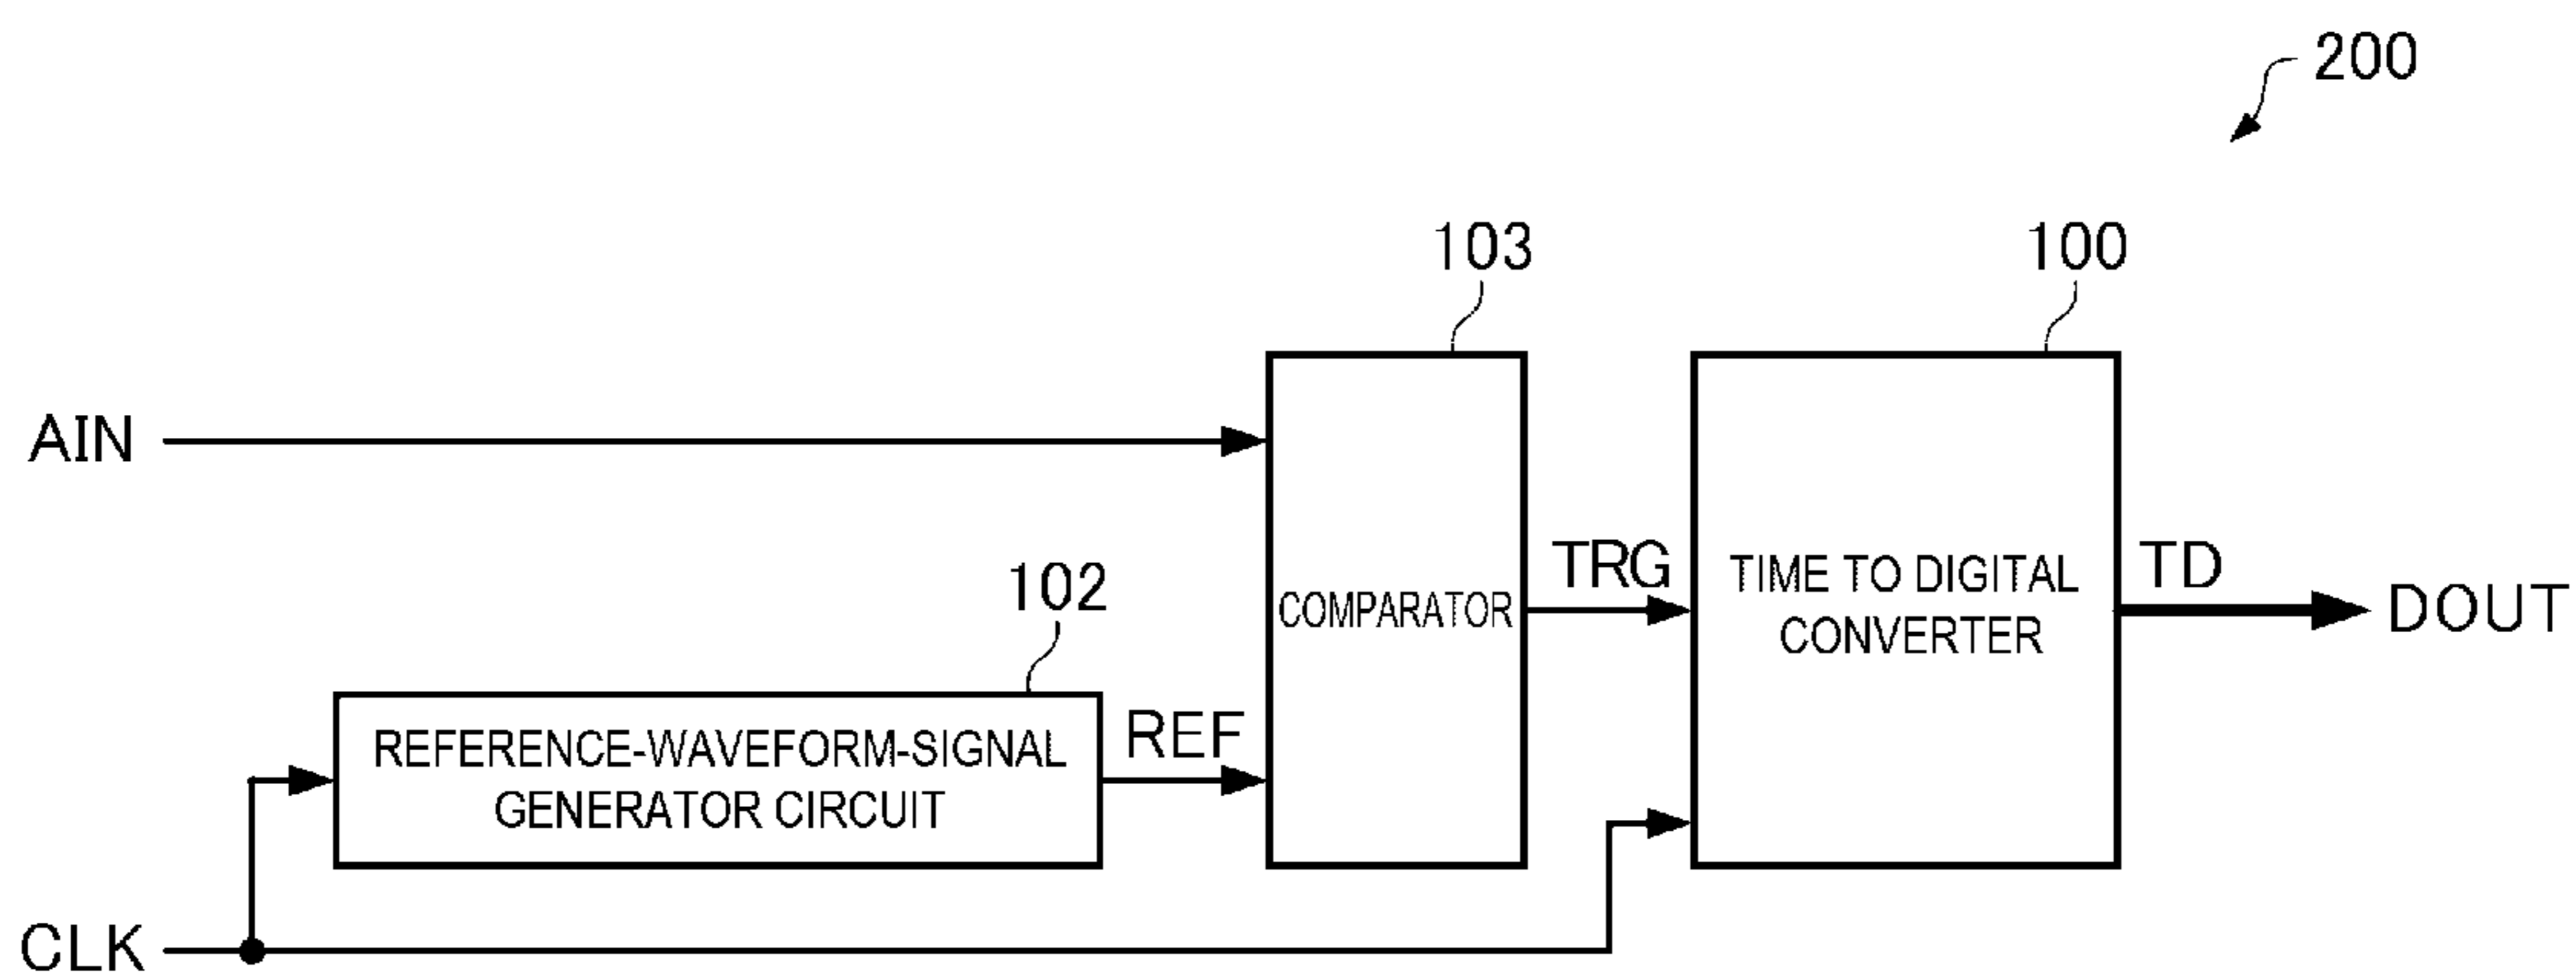 200
103
100
AIN
102
COMPARATOR
TRG
TIME TO DIGITAL
CONVERTER
TD
DOUT
REFERENCE-WAVEFORM-SIGNAL
GENERATOR CIRCUIT
REF
CLK